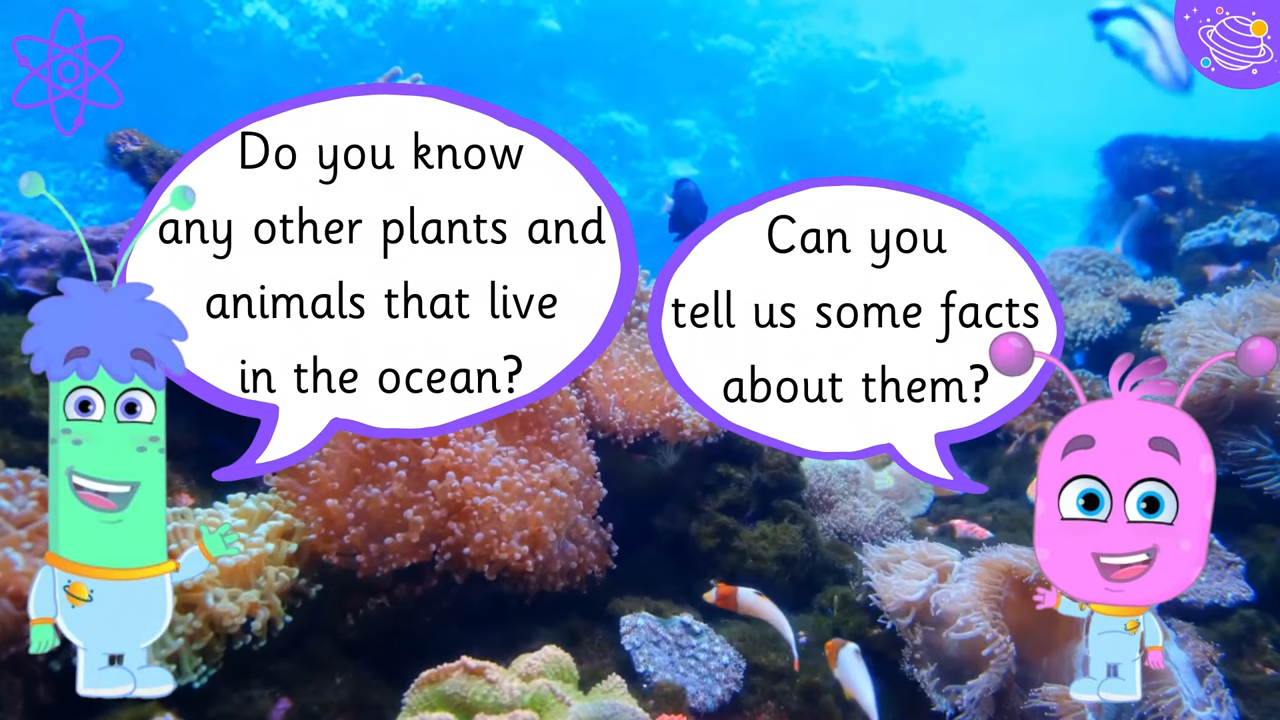 Do you know
any other plants and
animals that live
in the ocean?
Can you
tell us some facts
about them?